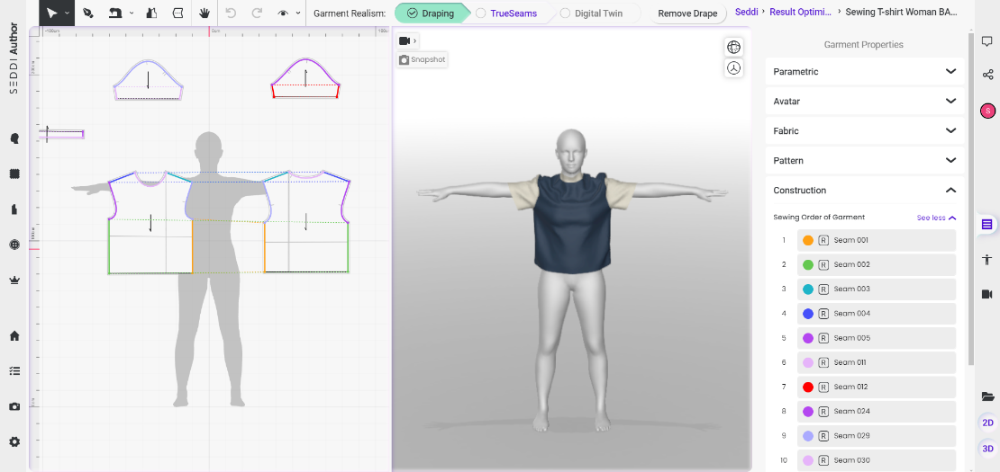 SEDDI Author
Garment Realism:
Draping
TrueSeams
Digital Twin
Remove Drape
Seddi › Result Optimi... › Sewing T-shirt Woman BA...
0cm
Snapshot
Garment Properties
Parametric
Avatar
Fabric
Pattern
Construction
Sewing Order of Garment See less
1 R Seam 001
2 R Seam 002
3 R Seam 003
4 R Seam 004
5 R Seam 005
6 R Seam 011
7 R Seam 012
8 R Seam 024
9 R Seam 029
10 R Seam 030
S
2D
3D